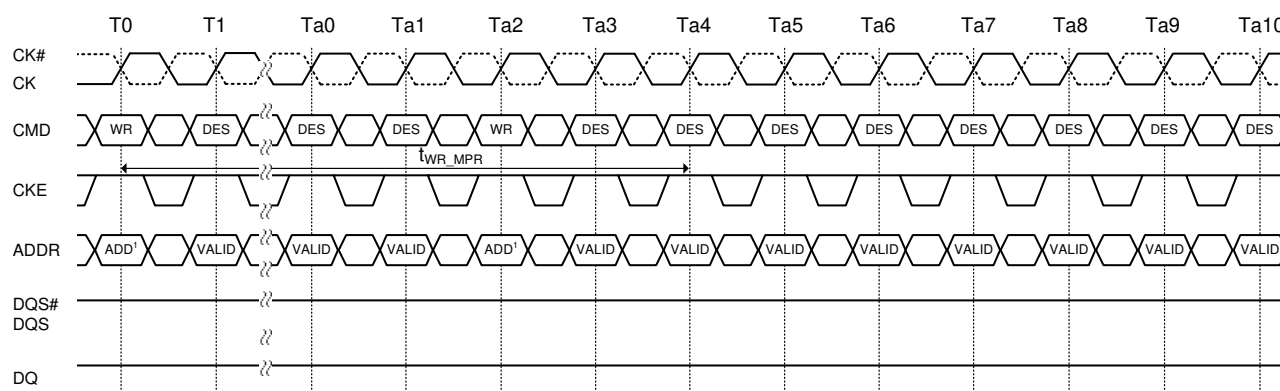 T0 T1 Ta0 Ta1 Ta2 Ta3 Ta4 Ta5 Ta6 Ta7 Ta8 Ta9 Ta10
CK#
CK
CMD WR DES DES DES WR DES DES DES DES DES DES DES DES
tWR_MPR
CKE
ADDR ADD¹ VALID VALID VALID ADD¹ VALID VALID VALID VALID VALID VALID VALID VALID
DQS#
DQS
DQ